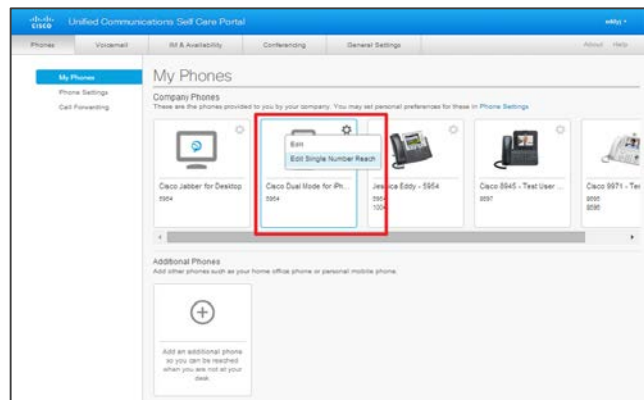 CISCO Unified Communications Self Care Portal
Phones Voicemail IM & Availability Conferencing General Settings About Help
My Phones
Phone Settings
Call Forwarding
My Phones
Company Phones
These are the phones provided to you by your company. You may set personal preferences for these in Phone Settings
Edit
Edit Single Number Reach
Cisco Jabber for Desktop
5954
Cisco Dual Mode for iPh...
5954
Jessica Eddy - 5954
5954
Cisco 8945 - Test User ...
8597
Cisco 9971 - Tes
8595
Additional Phones
Add other phones such as your home office phone or personal mobile phone.
Add an additional phone
so you can be reached
when you are not at your
desk.